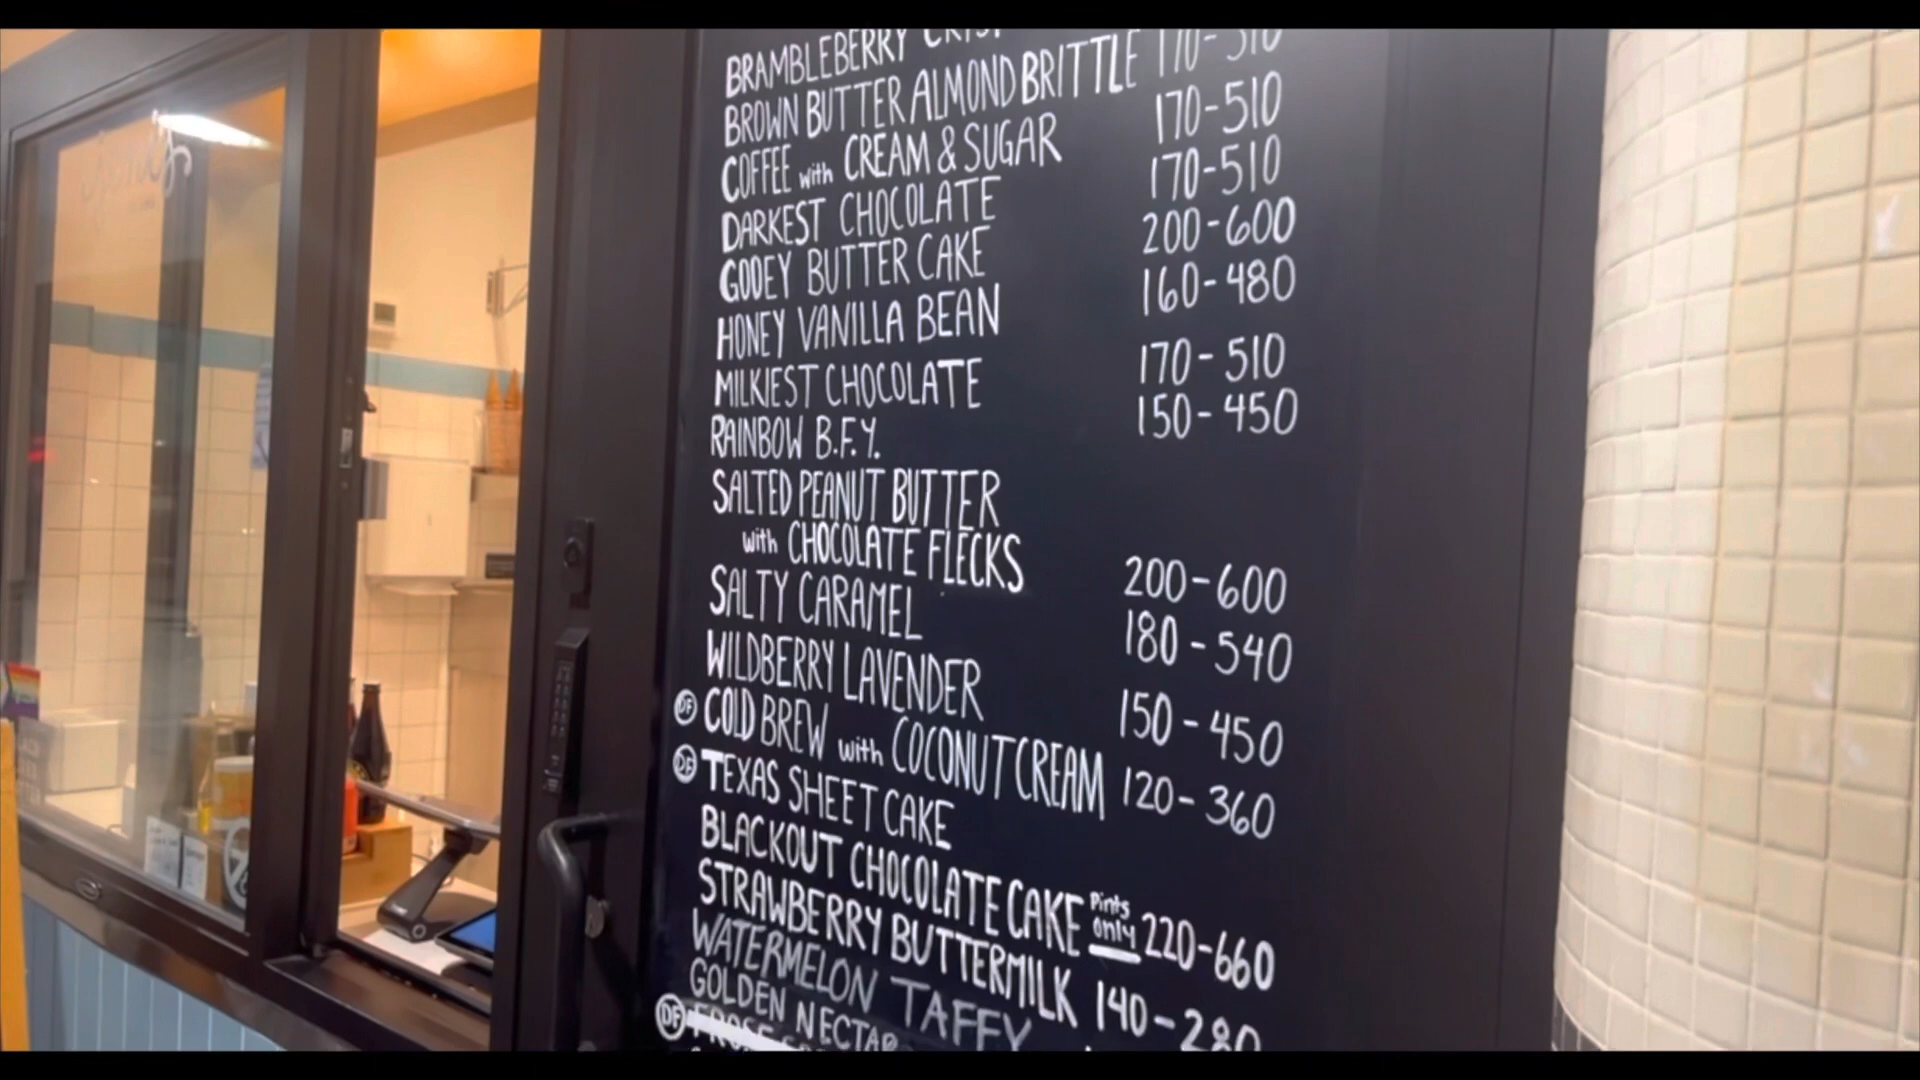 BRAMBLEBERRY CRISP
BROWN BUTTER ALMOND BRITTLE 170-510
COFFEE with CREAM & SUGAR 170-510
DARKEST CHOCOLATE 170-510
GOOEY BUTTER CAKE 200-600
HONEY VANILLA BEAN 160-480
MILKIEST CHOCOLATE 170-510
RAINBOW B.F.Y. 150-450
SALTED PEANUT BUTTER
with CHOCOLATE FLECKS 200-600
SALTY CARAMEL 180-540
WILDBERRY LAVENDER 150-450
DF COLD BREW with COCONUT CREAM 120-360
DF TEXAS SHEET CAKE
BLACKOUT CHOCOLATE CAKE Pints only 220-660
STRAWBERRY BUTTERMILK 140-280
WATERMELON TAFFY
GOLDEN NECTAR
DF